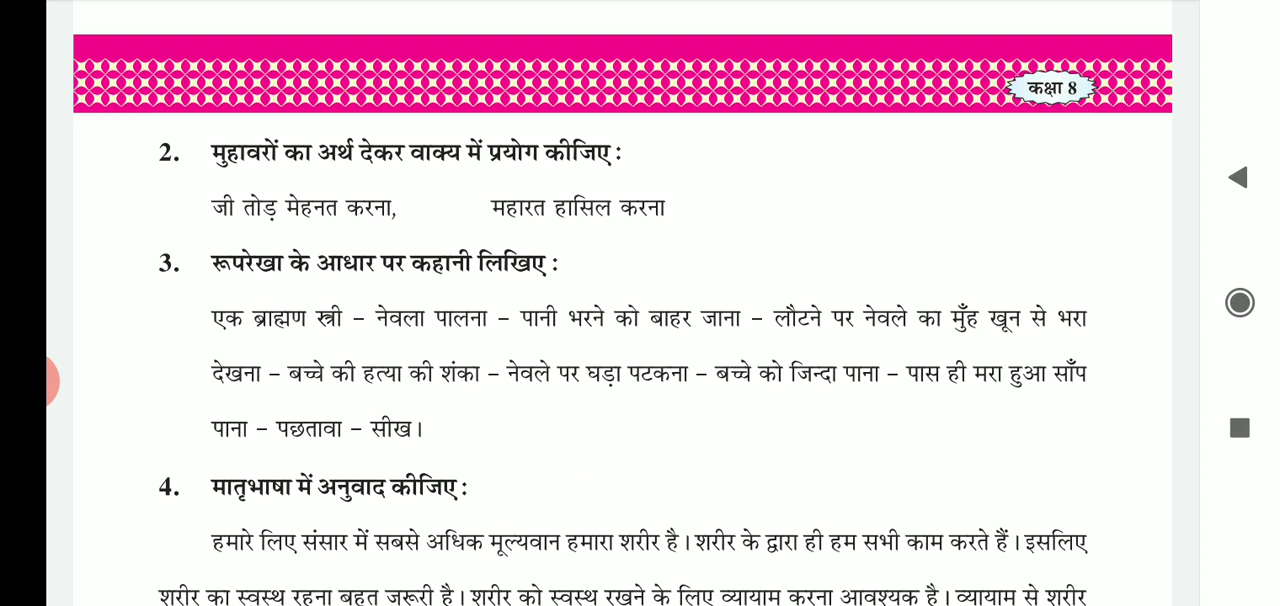 कक्षा 8
2. मुहावरों का अर्थ देकर वाक्य में प्रयोग कीजिए :
जी तोड़ मेहनत करना, महारत हासिल करना
3. रूपरेखा के आधार पर कहानी लिखिए :
एक ब्राह्मण स्त्री – नेवला पालना – पानी भरने को बाहर जाना – लौटने पर नेवले का मुँह खून से भरा
देखना – बच्चे की हत्या की शंका – नेवले पर घड़ा पटकना – बच्चे को जिन्दा पाना – पास ही मरा हुआ साँप
पाना – पछतावा – सीख।
4. मातृभाषा में अनुवाद कीजिए :
हमारे लिए संसार में सबसे अधिक मूल्यवान हमारा शरीर है। शरीर के द्वारा ही हम सभी काम करते हैं। इसलिए
शरीर का स्वस्थ रहना बहुत जरूरी है। शरीर को स्वस्थ रखने के लिए व्यायाम करना आवश्यक है। व्यायाम से शरीर